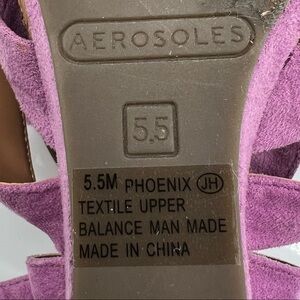 AEROSOLES
5.5
5.5M PHOENIX JH
TEXTILE UPPER
BALANCE MAN MADE
MADE IN CHINA